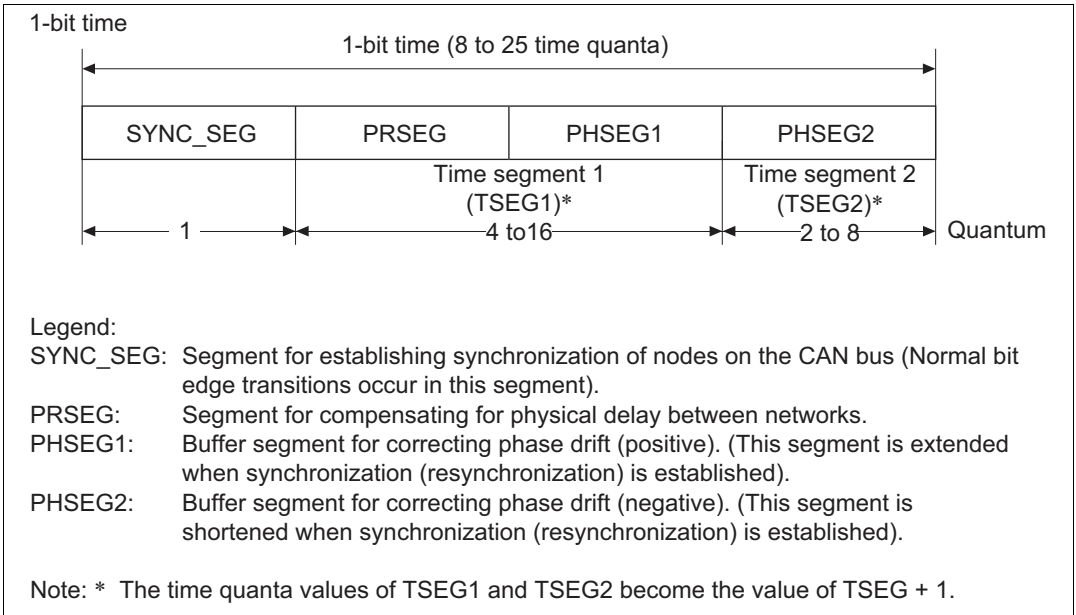 1-bit time
1-bit time (8 to 25 time quanta)
SYNC_SEG PRSEG PHSEG1 PHSEG2
Time segment 1 Time segment 2
(TSEG1)* (TSEG2)*
1 4 to16 2 to 8 Quantum
Legend:
SYNC_SEG: Segment for establishing synchronization of nodes on the CAN bus (Normal bit
edge transitions occur in this segment).
PRSEG: Segment for compensating for physical delay between networks.
PHSEG1: Buffer segment for correcting phase drift (positive). (This segment is extended
when synchronization (resynchronization) is established).
PHSEG2: Buffer segment for correcting phase drift (negative). (This segment is
shortened when synchronization (resynchronization) is established).
Note: * The time quanta values of TSEG1 and TSEG2 become the value of TSEG + 1.